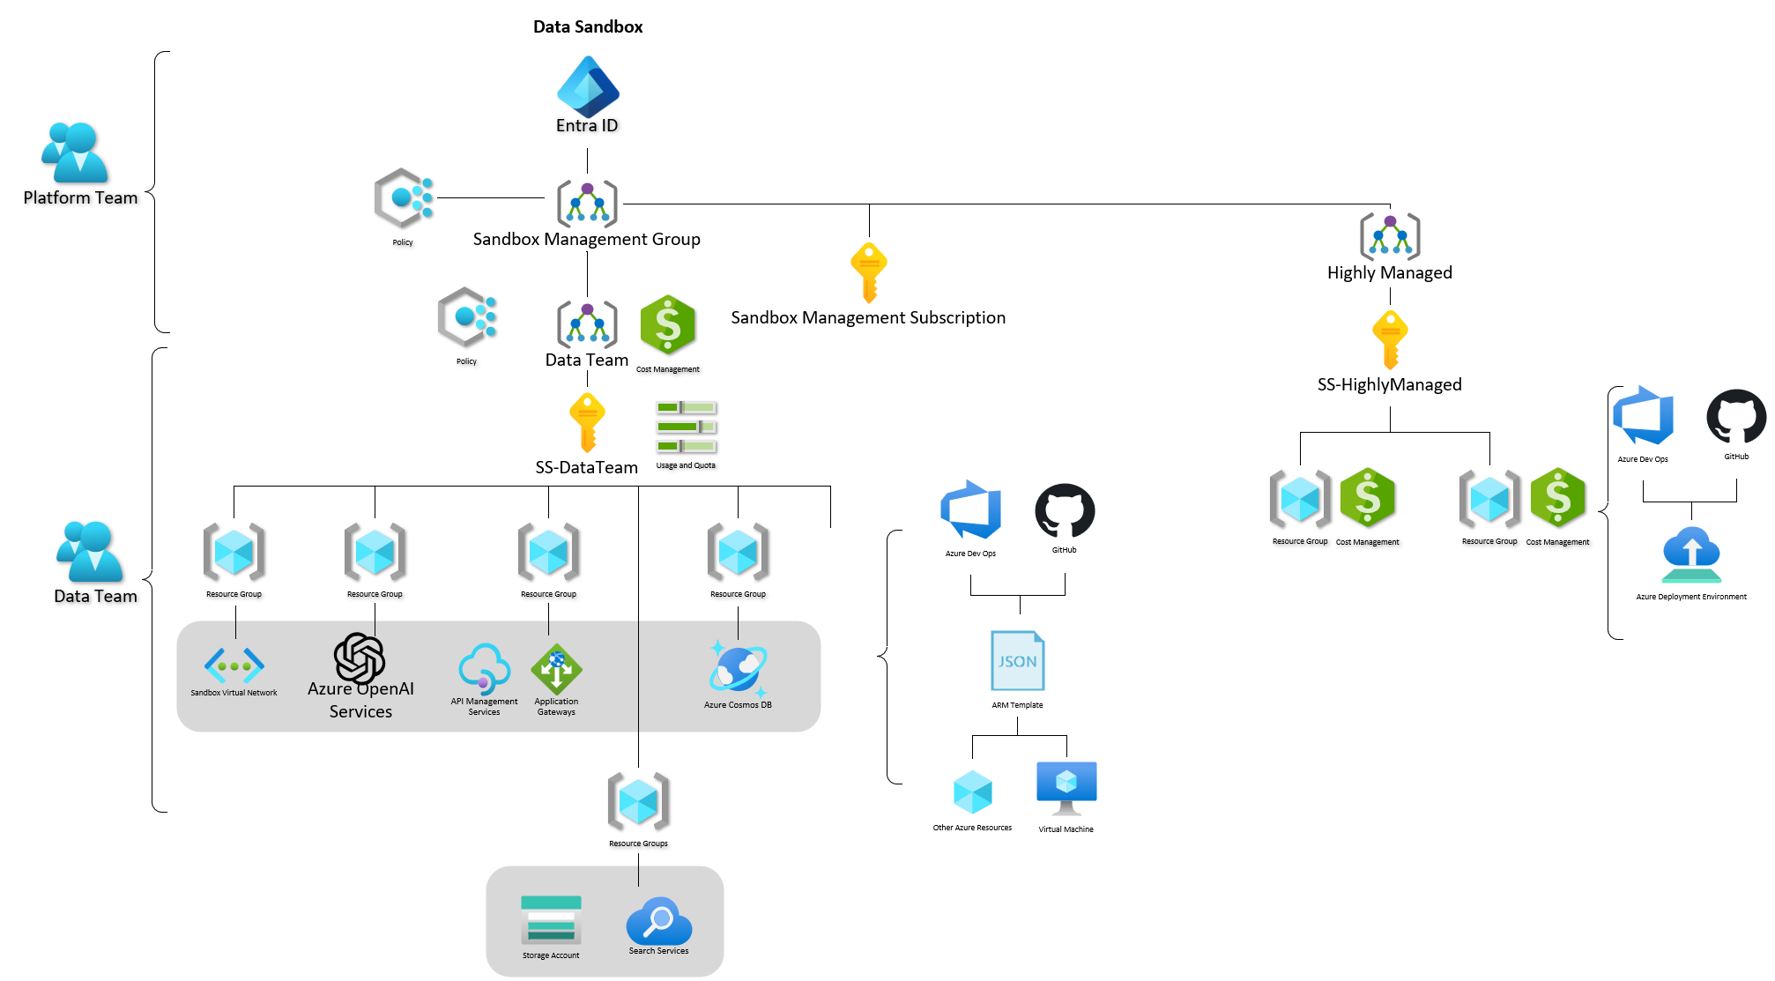 Data Sandbox
Entra ID
Platform Team
Policy
Sandbox Management Group
Highly Managed
Sandbox Management Subscription
Policy
Data Team
Cost Management
SS-HighlyManaged
SS-DataTeam
Usage and Quota
Azure Dev Ops
GitHub
Resource Group
Cost Management
Resource Group
Cost Management
Azure Dev Ops
GitHub
Data Team
Resource Group
Resource Group
Resource Group
Resource Group
Azure Deployment Environment
Sandbox Virtual Network
Azure OpenAI
Services
API Management
Services
Application
Gateways
Azure Cosmos DB
JSON
ARM Template
Other Azure Resources
Virtual Machine
Resource Groups
Storage Account
Search Services